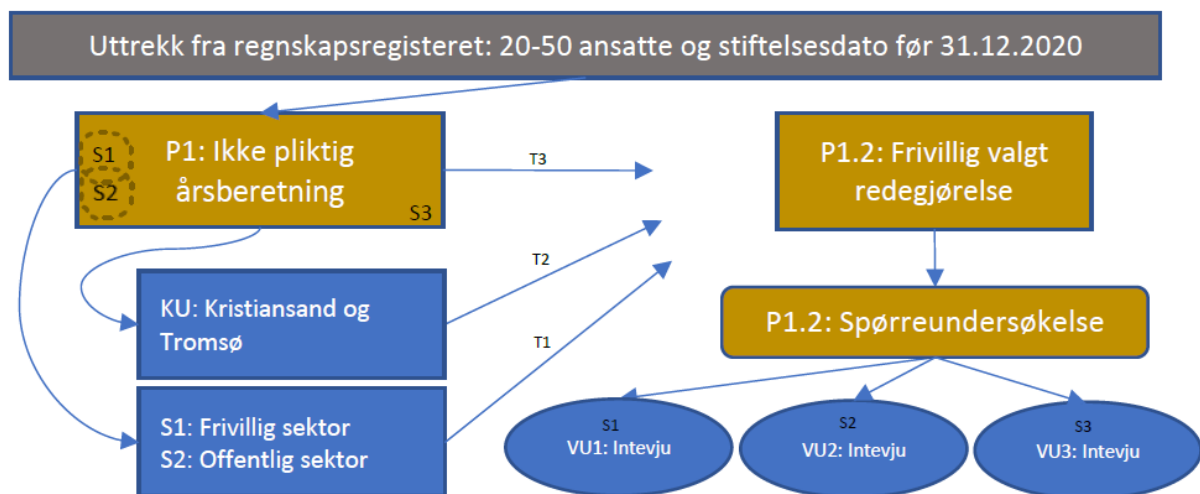 Uttrekk fra regnskapsregisteret: 20-50 ansatte og stiftelsesdato før 31.12.2020
S1
S2
P1: Ikke pliktig
årsberetning
S3
T3
P1.2: Frivillig valgt
redegjørelse
T2
KU: Kristiansand og
Tromsø
P1.2: Spørreundersøkelse
T1
S1: Frivillig sektor
S2: Offentlig sektor
S1
VU1: Intevju
S2
VU2: Intevju
S3
VU3: Intevju